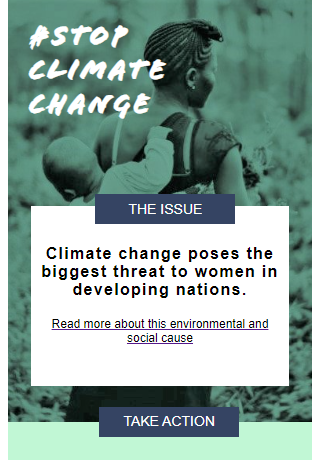 #STOP
CLIMATE
CHANGE
THE ISSUE
Climate change poses the
biggest threat to women in
developing nations.
Read more about this environmental and
social cause
TAKE ACTION